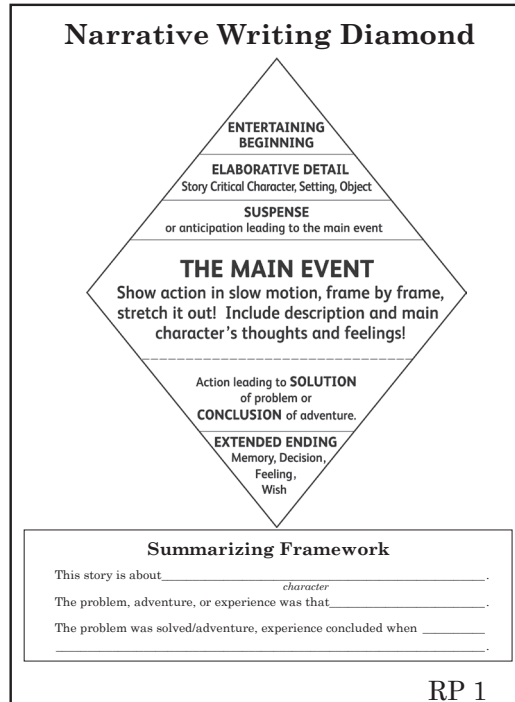 Narrative Writing Diamond
ENTERTAINING
BEGINNING
ELABORATIVE DETAIL
Story Critical Character, Setting, Object
SUSPENSE
or anticipation leading to the main event
THE MAIN EVENT
Show action in slow motion, frame by frame,
stretch it out! Include description and main
character's thoughts and feelings!
Action leading to SOLUTION
of problem or
CONCLUSION of adventure.
EXTENDED ENDING
Memory, Decision,
Feeling,
Wish
Summarizing Framework
This story is about_______________.
character
The problem, adventure, or experience was that_______________.
The problem was solved/adventure, experience concluded when __________
_______________.
RP 1